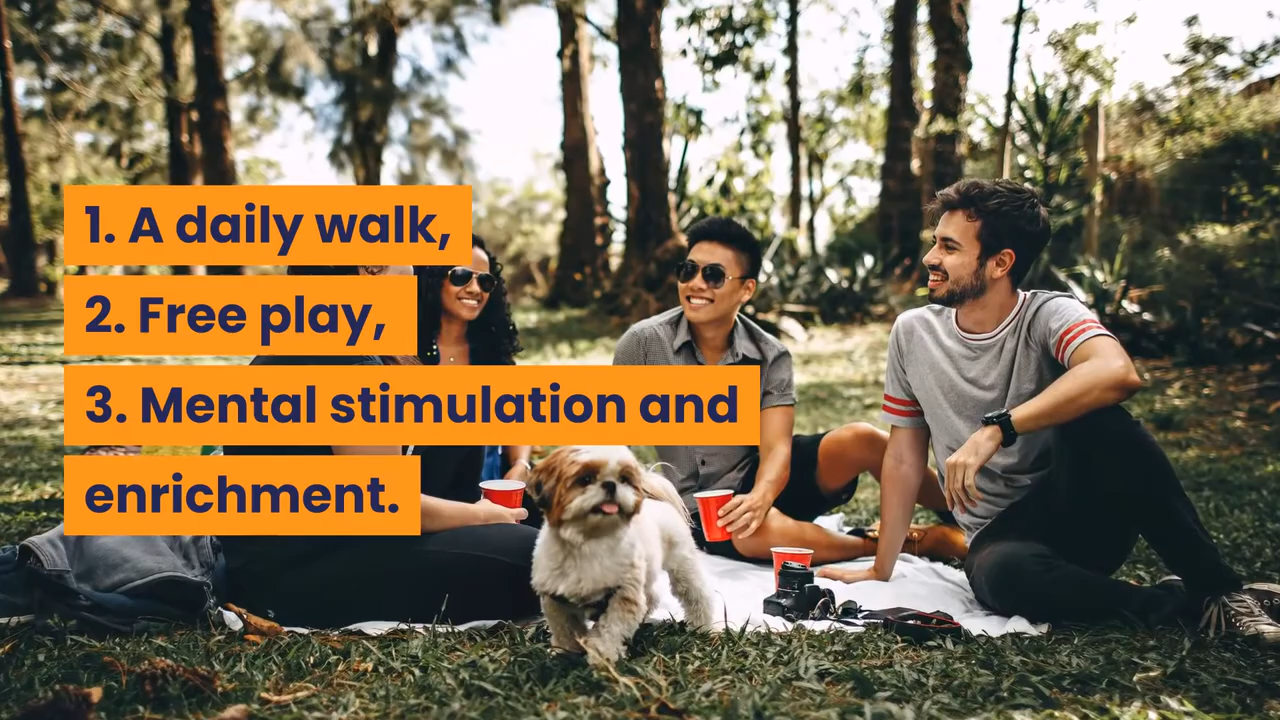 1. A daily walk,
2. Free play,
3. Mental stimulation and
enrichment.